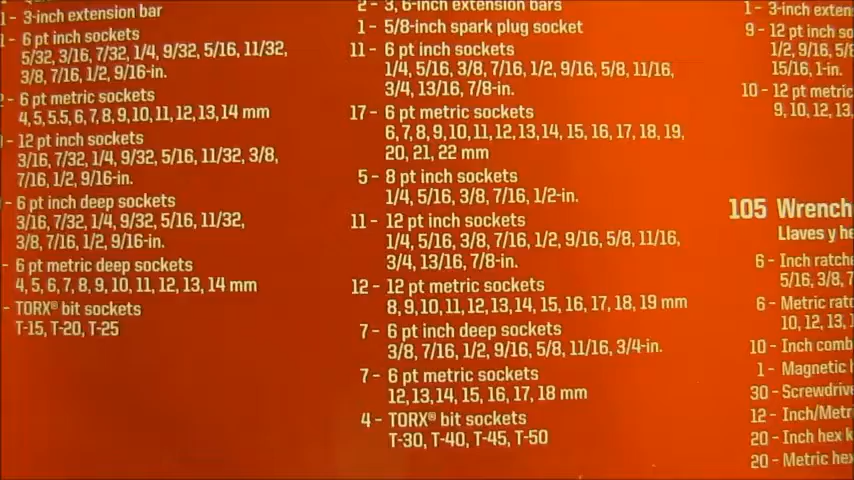 1- 3-inch extension bar
6 pt inch sockets
5/32, 3/16, 7/32, 1/4, 9/32, 5/16, 11/32,
3/8, 7/16, 1/2, 9/16-in.
- 6 pt metric sockets
4, 5, 5.5, 6, 7, 8, 9, 10, 11, 12, 13, 14 mm
- 12 pt inch sockets
3/16, 7/32, 1/4, 9/32, 5/16, 11/32, 3/8,
7/16, 1/2, 9/16-in.
- 6 pt inch deep sockets
3/16, 7/32, 1/4, 9/32, 5/16, 11/32,
3/8, 7/16, 1/2, 9/16-in.
- 6 pt metric deep sockets
4, 5, 6, 7, 8, 9, 10, 11, 12, 13, 14 mm
- TORX® bit sockets
T-15, T-20, T-25
2- 3, 6-inch extension bars
1- 5/8-inch spark plug socket
11- 6 pt inch sockets
1/4, 5/16, 3/8, 7/16, 1/2, 9/16, 5/8, 11/16,
3/4, 13/16, 7/8-in.
17- 6 pt metric sockets
6, 7, 8, 9, 10, 11, 12, 13, 14, 15, 16, 17, 18, 19,
20, 21, 22 mm
5- 8 pt inch sockets
1/4, 5/16, 3/8, 7/16, 1/2-in.
11- 12 pt inch sockets
1/4, 5/16, 3/8, 7/16, 1/2, 9/16, 5/8, 11/16,
3/4, 13/16, 7/8-in.
12- 12 pt metric sockets
8, 9, 10, 11, 12, 13, 14, 15, 16, 17, 18, 19 mm
7- 6 pt inch deep sockets
3/8, 7/16, 1/2, 9/16, 5/8, 11/16, 3/4-in.
7- 6 pt metric sockets
12, 13, 14, 15, 16, 17, 18 mm
4- TORX® bit sockets
T-30, T-40, T-45, T-50
1- 3-inch exten
9- 12 pt inch so
1/2, 9/16, 5/8
15/16, 1-in.
10- 12 pt metric
9, 10, 12, 13,
105 Wrench
Llaves y he
6- Inch ratche
5/16, 3/8, 7
6- Metric ratc
10, 12, 13, 1
10- Inch comb
1- Magnetic h
30- Screwdrive
12- Inch/Metr
20- Inch hex k
20- Metric hex